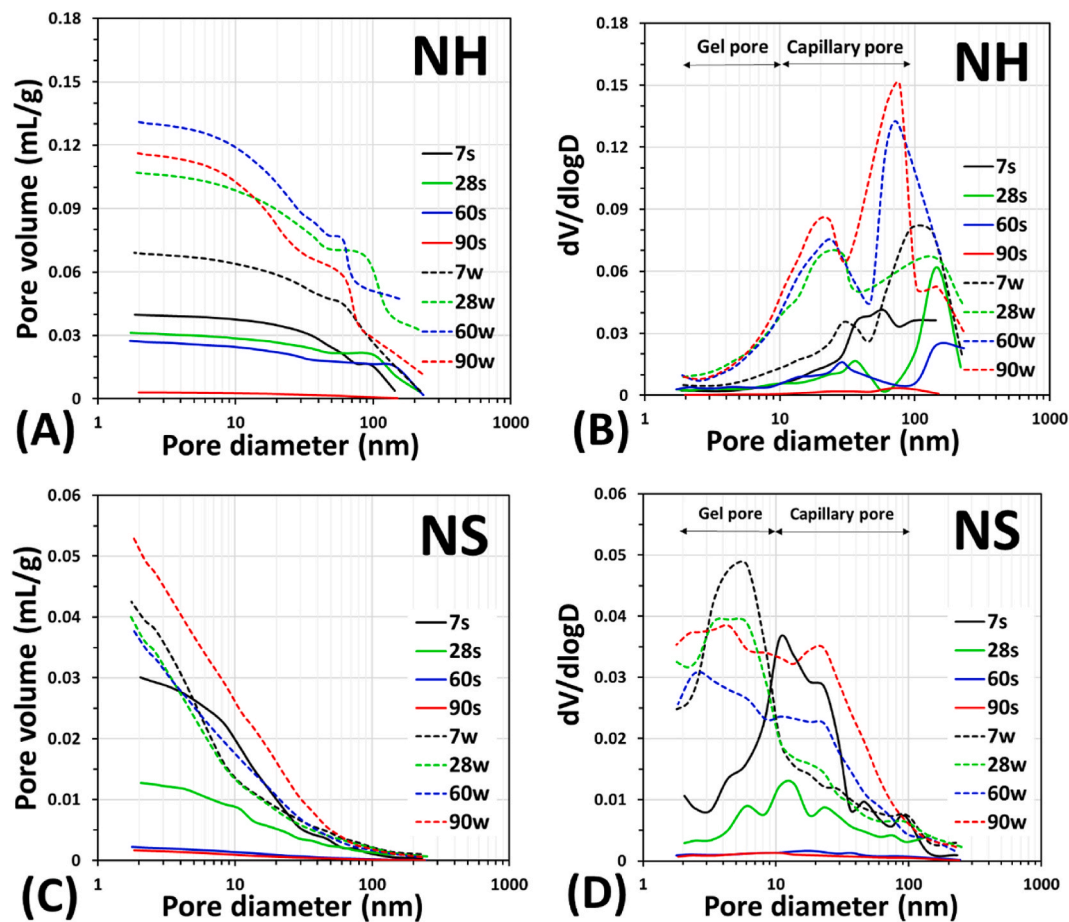 0.18
0.15
0.12
0.09
0.06
0.03
0
Pore volume (mL/g)
NH
7s
28s
60s
90s
7w
28w
60w
90w
1 10 100 1000
(A) Pore diameter (nm)
0.18
0.15
0.12
0.09
0.06
0.03
0
dV/dlogD
Gel pore Capillary pore
NH
7s
28s
60s
90s
7w
28w
60w
90w
1 10 100 1000
(B) Pore diameter (nm)
0.06
0.05
0.04
0.03
0.02
0.01
0
Pore volume (mL/g)
NS
7s
28s
60s
90s
7w
28w
60w
90w
1 10 100 1000
(C) Pore diameter (nm)
0.06
0.05
0.04
0.03
0.02
0.01
0
dV/dlogD
Gel pore Capillary pore
NS
7s
28s
60s
90s
7w
28w
60w
90w
1 10 100 1000
(D) Pore diameter (nm)